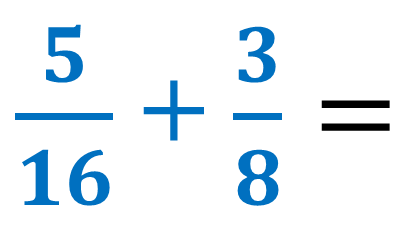 5/16 + 3/8 =